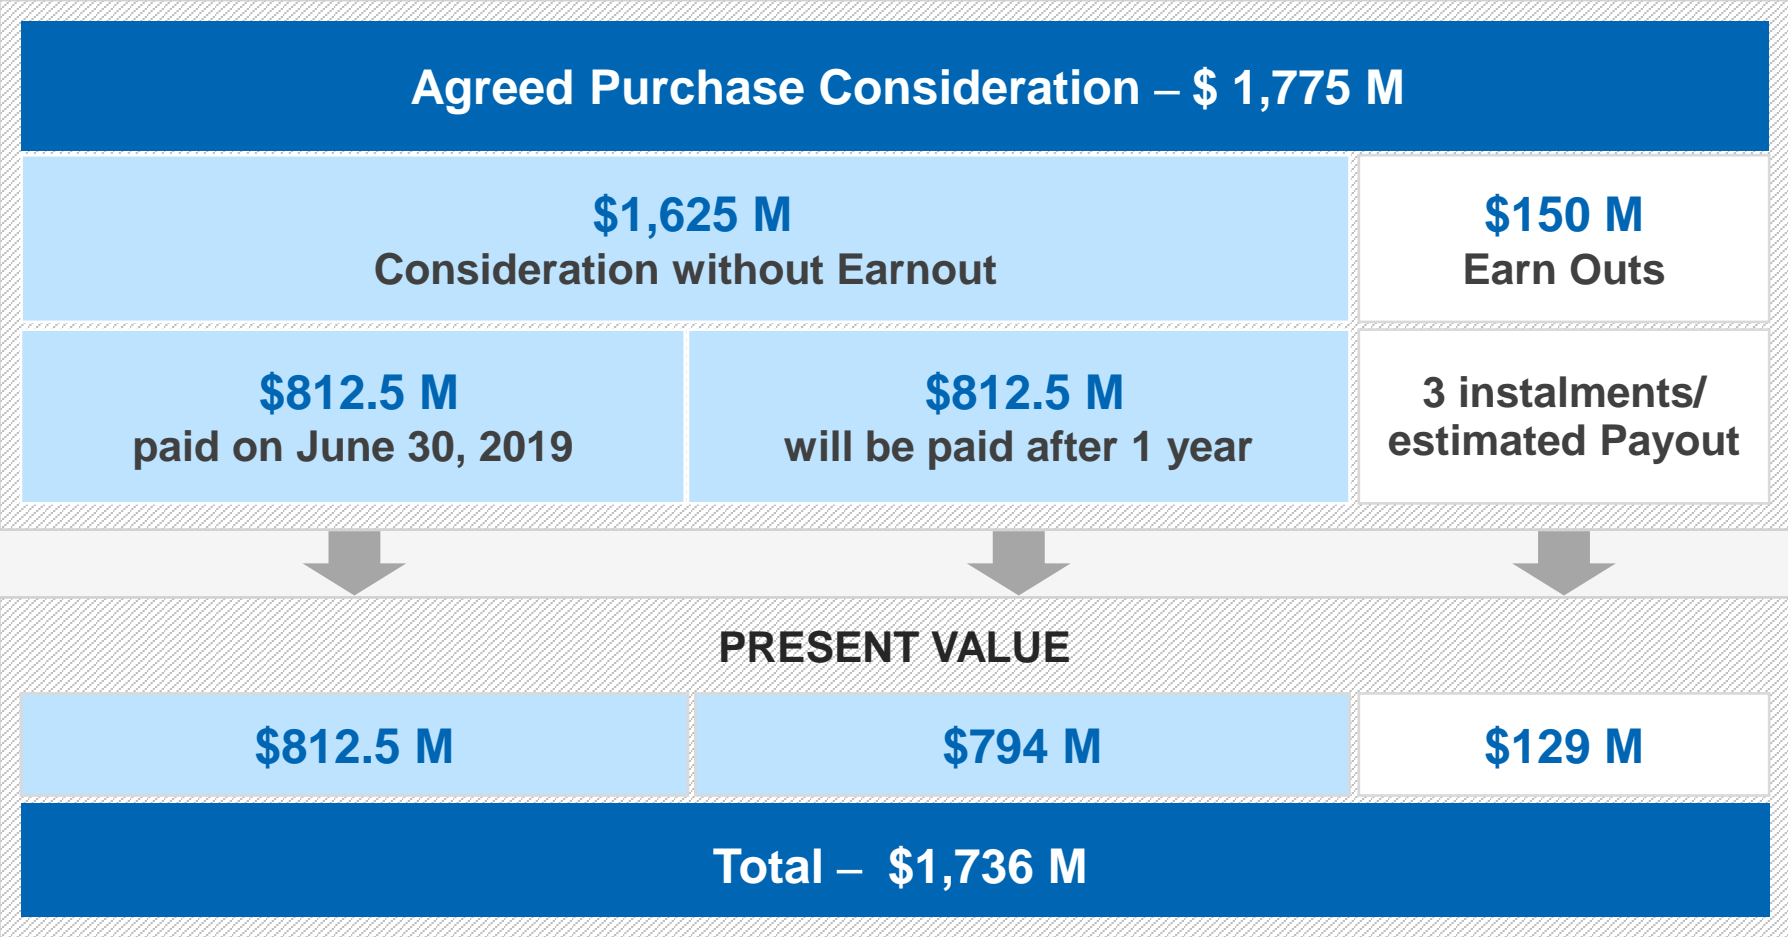 Agreed Purchase Consideration – $ 1,775 M
$1,625 M
Consideration without Earnout
$150 M
Earn Outs
$812.5 M
paid on June 30, 2019
$812.5 M
will be paid after 1 year
3 instalments/
estimated Payout
PRESENT VALUE
$812.5 M
$794 M
$129 M
Total – $1,736 M